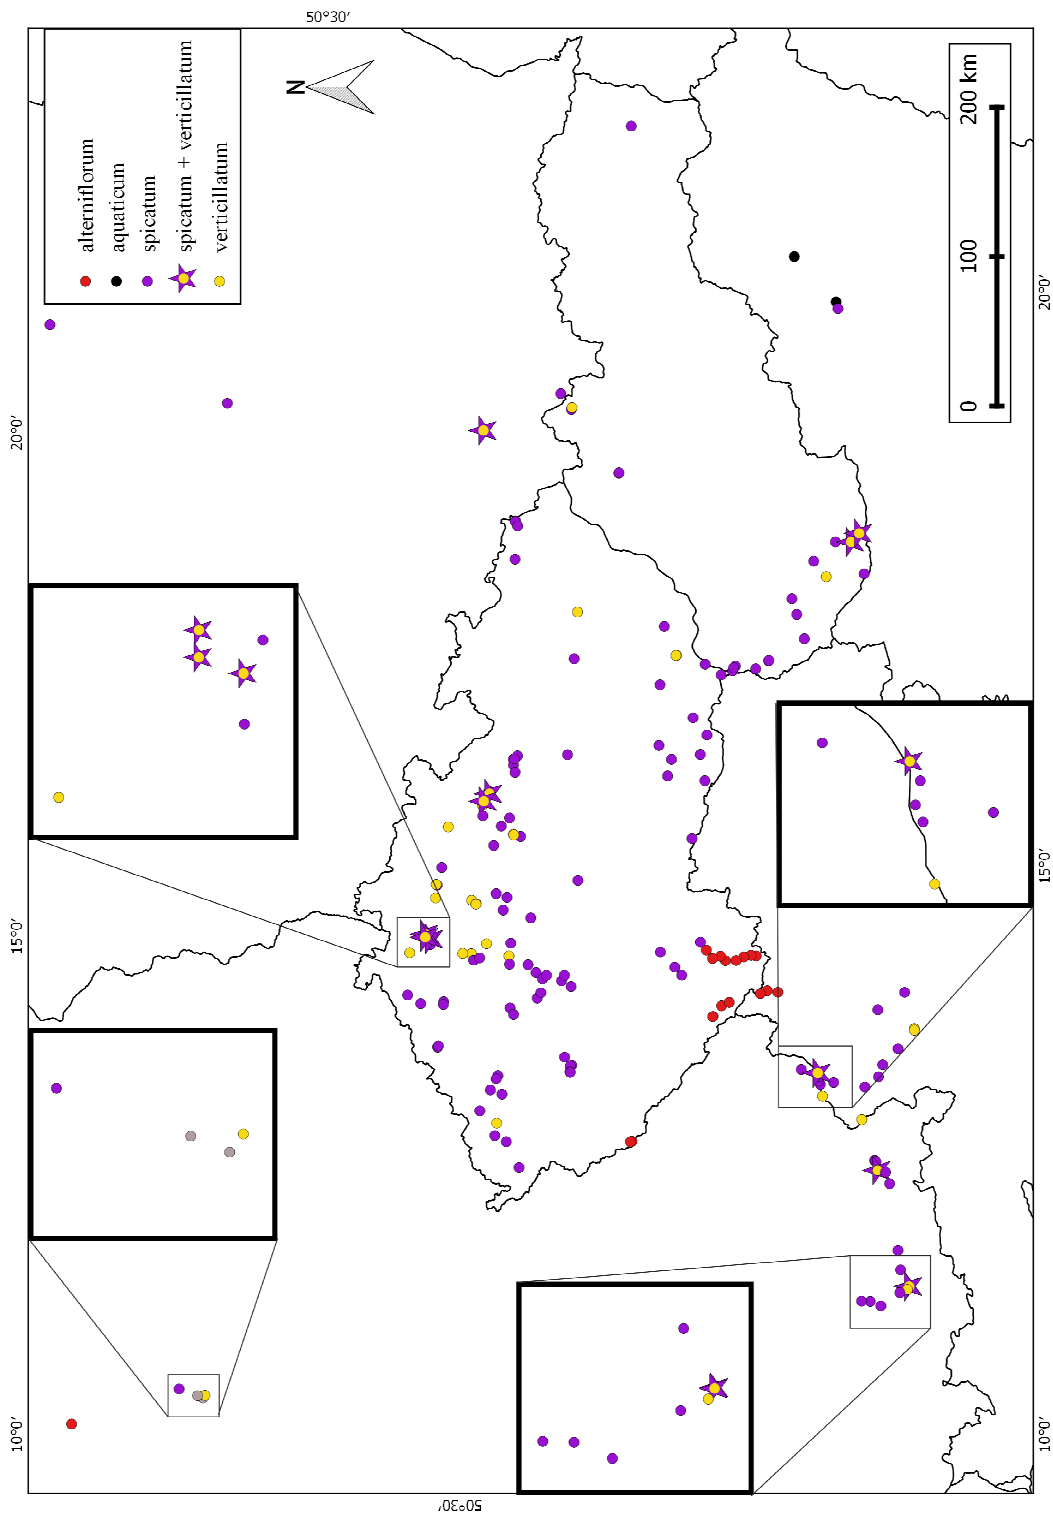 10°0'
15°0'
20°0'
alterniflorum
aquaticum
spicatum
spicatum + verticillatum
verticillatum
N
50°30'
50°30'
0 100 200 km
10°0'
15°0'
20°0'